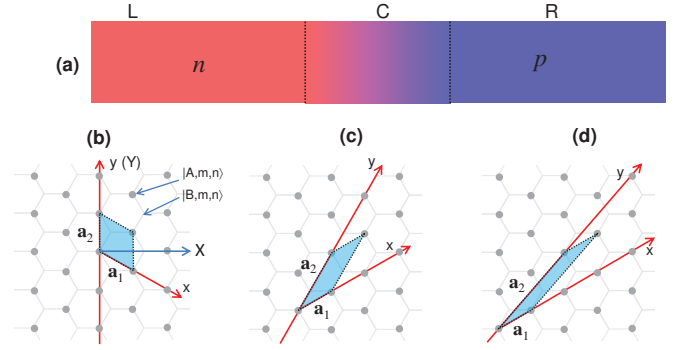 L C R
(a) n p
(b) (c) (d)
y (Y) |A,m,n⟩ |B,m,n⟩ a₂ a₁ X x
y x a₂ a₁
y x a₂ a₁